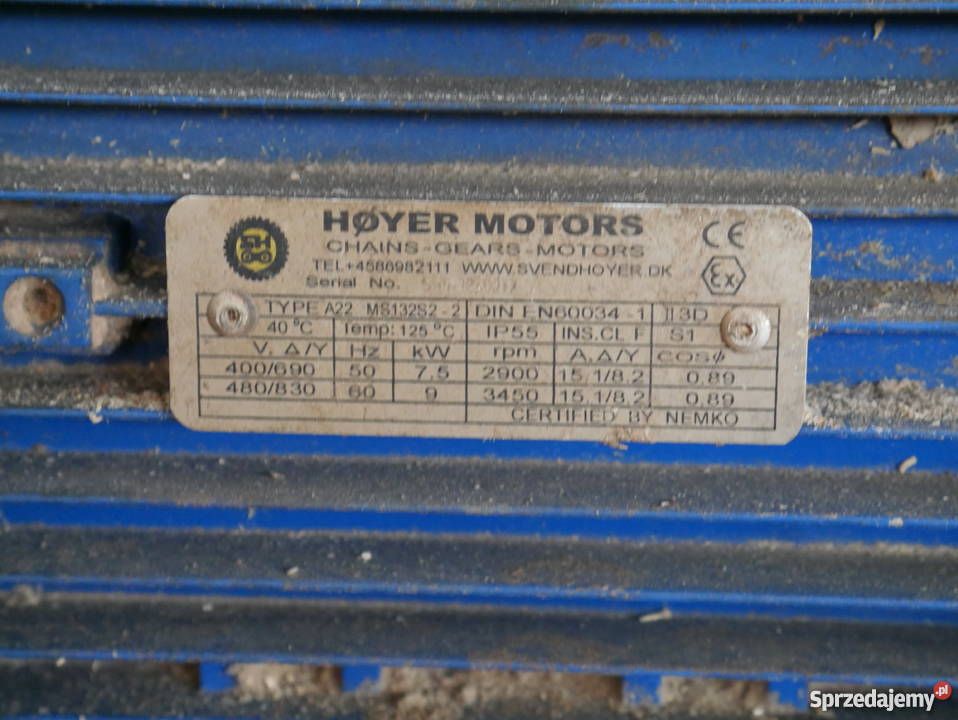 HØYER MOTORS
CHAINS - GEARS - MOTORS
TEL+4586982111 WWW.SVENDHOYER.DK
Serial No.
CE
Ex
SH
TYPE A22 MS132S2 - 2 DIN EN60034 -1 II3D
40 °C Temp: 125 °C IP55 INS.CL F S1
V. Δ/Y Hz kW rpm A,Δ/Y cosϕ
400/690 50 7,5 2900 15.1/8.2 0,89
480/830 60 9 3450 15.1/8.2 0,89
CERTIFIED BY NEMKO
Sprzedajemy.pl